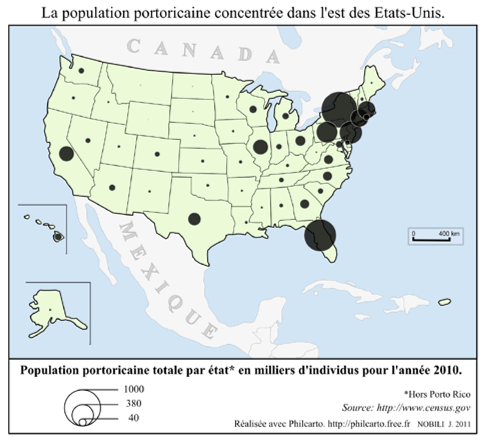 La population portoricaine concentrée dans l'est des Etats-Unis.
CANADA
MEXIQUE
0 400 km
Population portoricaine totale par état* en milliers d'individus pour l'année 2010.
1000
380
40
*Hors Porto Rico
Source: http://www.census.gov
Réalisée avec Philcarto. http://philcarto.free.fr NOBILI J. 2011